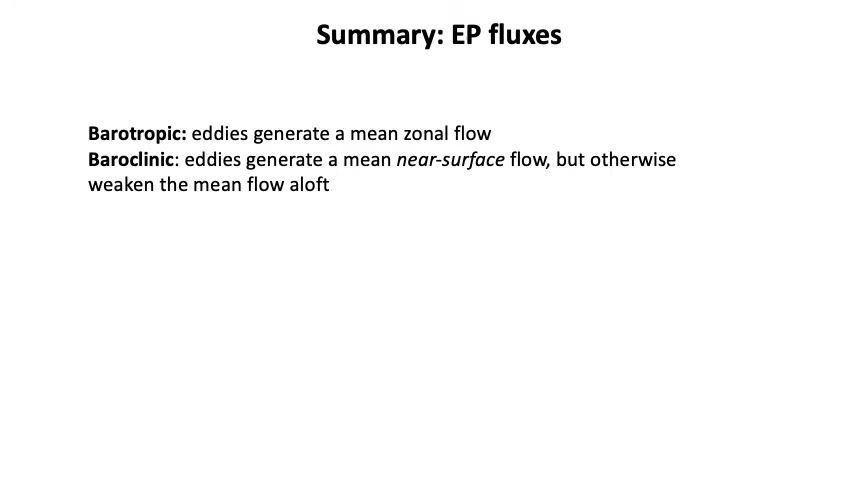 Summary: EP fluxes
Barotropic: eddies generate a mean zonal flow
Baroclinic: eddies generate a mean near-surface flow, but otherwise
weaken the mean flow aloft